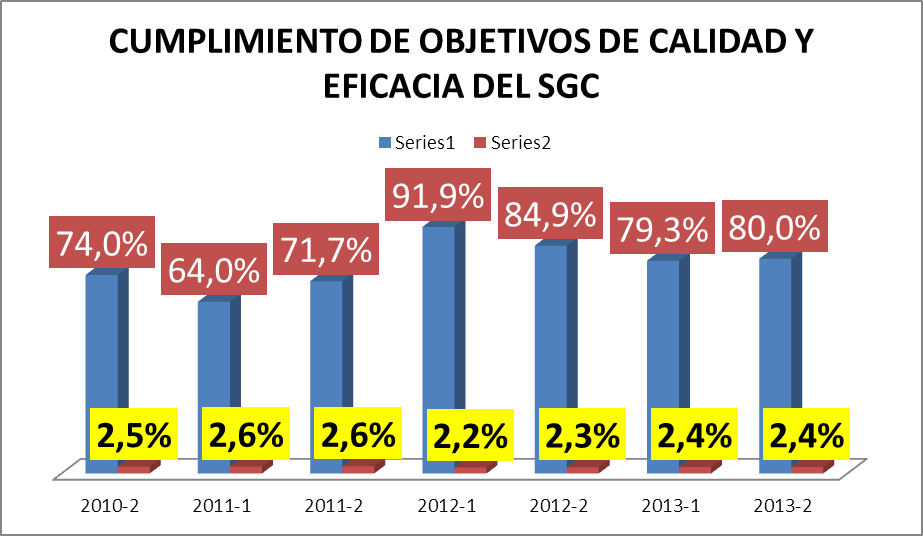 CUMPLIMIENTO DE OBJETIVOS DE CALIDAD Y
EFICACIA DEL SGC
Series1 Series2
74,0% 64,0% 71,7% 91,9% 84,9% 79,3% 80,0%
2,5% 2,6% 2,6% 2,2% 2,3% 2,4% 2,4%
2010-2 2011-1 2011-2 2012-1 2012-2 2013-1 2013-2